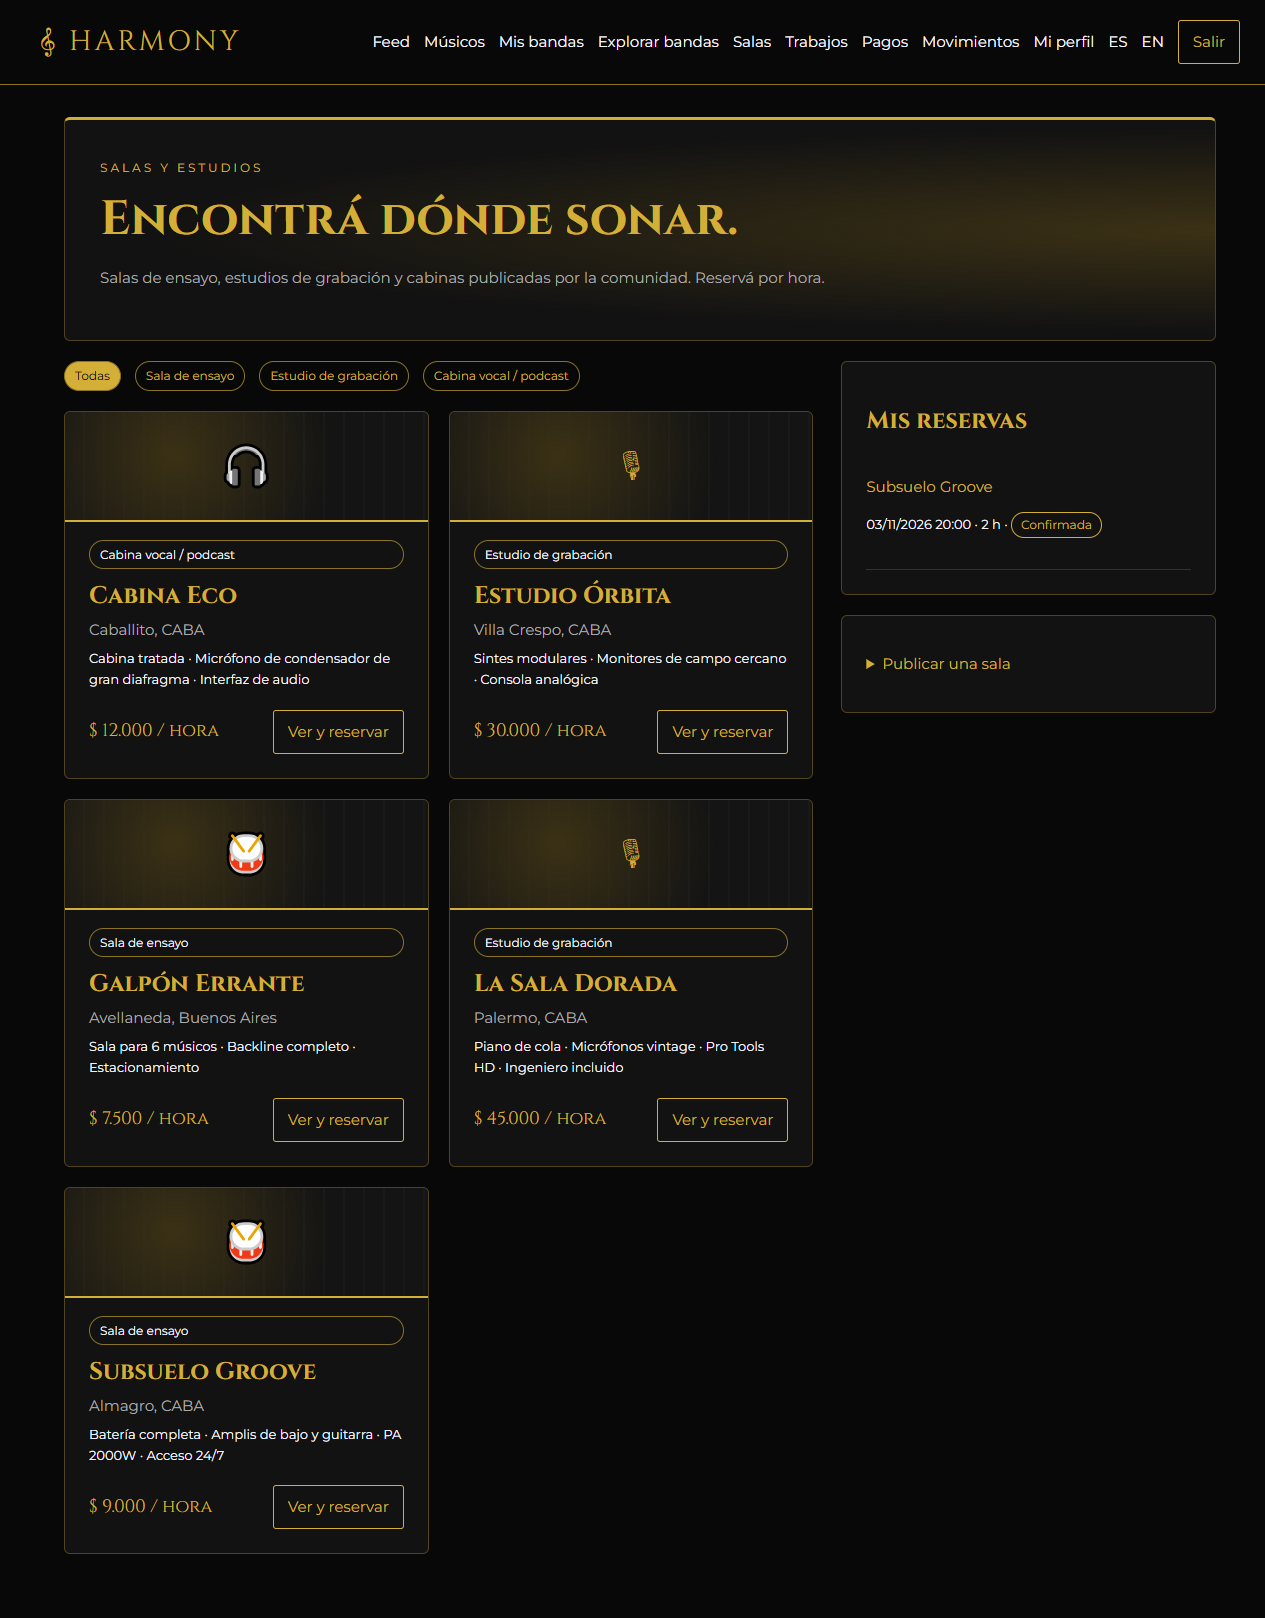 HARMONY
Feed Músicos Mis bandas Explorar bandas Salas Trabajos Pagos Movimientos Mi perfil ES EN Salir
SALAS Y ESTUDIOS
Encontrá dónde sonar.
Salas de ensayo, estudios de grabación y cabinas publicadas por la comunidad. Reservá por hora.
Todas Sala de ensayo Estudio de grabación Cabina vocal / podcast
Cabina vocal / podcast
Cabina Eco
Caballito, CABA
Cabina tratada · Micrófono de condensador de
gran diafragma · Interfaz de audio
$ 12.000 / hora Ver y reservar
Estudio de grabación
Estudio Órbita
Villa Crespo, CABA
Sintes modulares · Monitores de campo cercano
· Consola analógica
$ 30.000 / hora Ver y reservar
Sala de ensayo
Galpón Errante
Avellaneda, Buenos Aires
Sala para 6 músicos · Backline completo ·
Estacionamiento
$ 7.500 / hora Ver y reservar
Estudio de grabación
La Sala Dorada
Palermo, CABA
Piano de cola · Micrófonos vintage · Pro Tools
HD · Ingeniero incluido
$ 45.000 / hora Ver y reservar
Sala de ensayo
Subsuelo Groove
Almagro, CABA
Batería completa · Amplis de bajo y guitarra · PA
2000W · Acceso 24/7
$ 9.000 / hora Ver y reservar
Mis reservas
Subsuelo Groove
03/11/2026 20:00 · 2 h · Confirmada
Publicar una sala